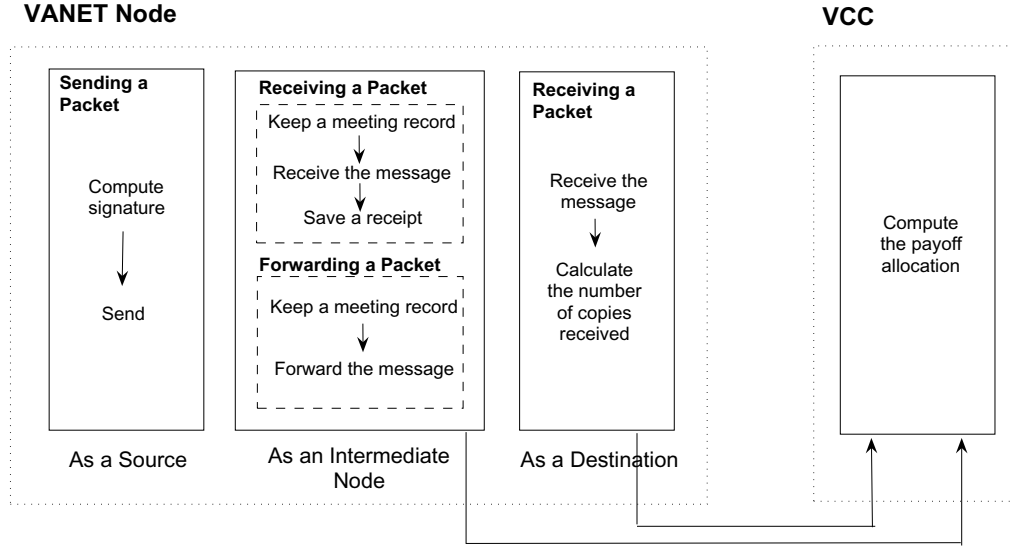 VANET Node
VCC
Sending a
Packet
Compute
signature
Send
As a Source
Receiving a Packet
Keep a meeting record
Receive the message
Save a receipt
Forwarding a Packet
Keep a meeting record
Forward the message
As an Intermediate
Node
Receiving a
Packet
Receive the
message
Calculate
the number
of copies
received
As a Destination
Compute
the payoff
allocation